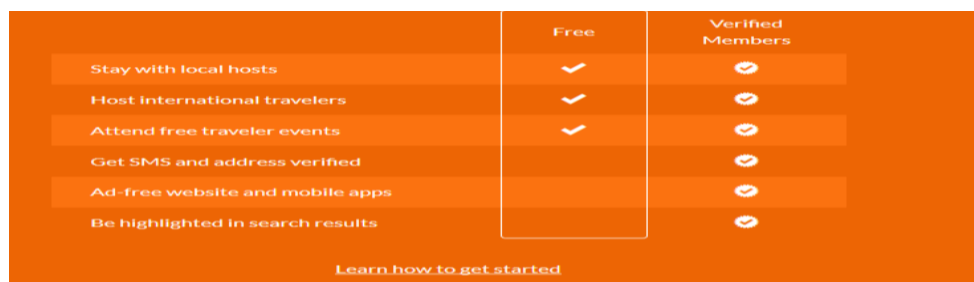 Free
Verified
Members
Stay with local hosts
Host international travelers
Attend free traveler events
Get SMS and address verified
Ad-free website and mobile apps
Be highlighted in search results
Learn how to get started